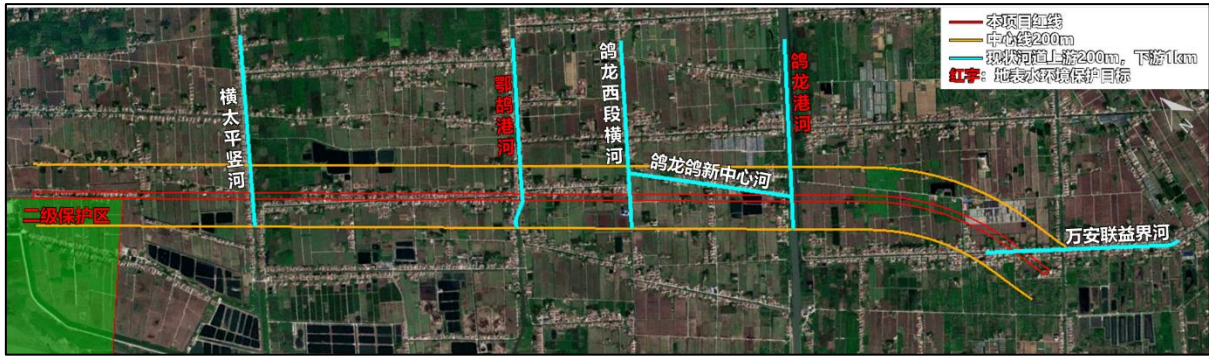 本项目红线
中心线200m
现状河道上游200m，下游1km
红字：地表水环境保护目标
N
横太平竖河
鄂鸪港河
鸽龙西段横河
鸽龙港河
鸽龙鸽新中心河
二级保护区
万安联益界河